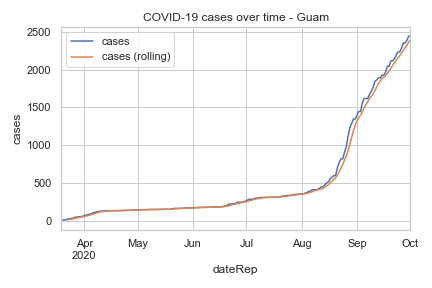 COVID-19 cases over time - Guam
cases
cases (rolling)
2500
2000
1500
1000
500
0
cases
Apr
2020
May
Jun
Jul
Aug
Sep
Oct
dateRep